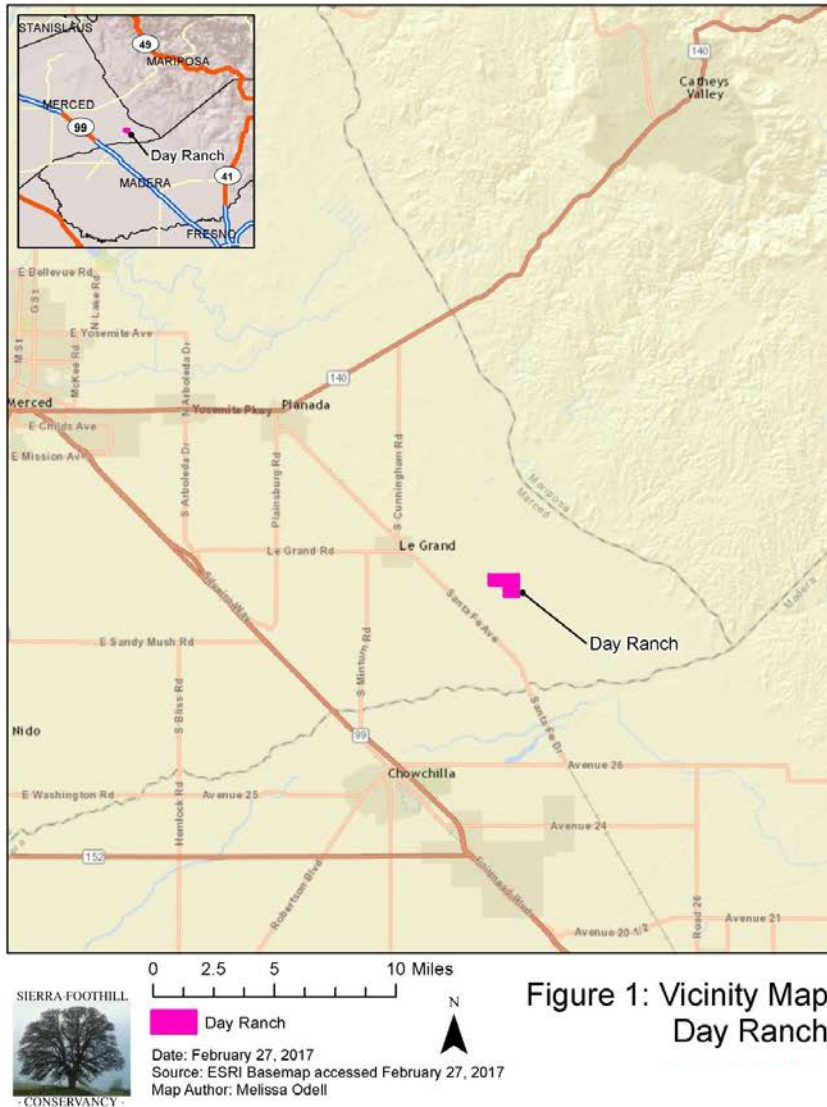 STANISLAUS
49
MARIPOSA
MERCED
99
Day Ranch
MADERA
41
FRESNO
140
Catheys
Valley
E Bellevue Rd
G St
N Lake Rd
M St
McKee Rd
E Yosemite Ave
N Arboleda Dr
140
Merced
Yosemite Pkwy
Planada
E Childs Ave
E Mission Ave
S Arboleda Dr
Plainsburg Rd
S Cunningham Rd
Mariposa
Merced
Le Grand Rd
Le Grand
Madera
Santa Fe Ave
Day Ranch
E Sandy Mush Rd
S Minturn Rd
S Bliss Rd
Santa Fe Dr
Nido
99
Avenue 26
Chowchilla
E Washington Rd
Avenue 25
Hemlock Rd
Avenue 24
152
Robertson Blvd
Fairmead Blvd
Road 26
Avenue 21
Avenue 20 1/2
0 2.5 5 10 Miles
SIERRA-FOOTHILL
· CONSERVANCY ·
Day Ranch
N
Date: February 27, 2017
Source: ESRI Basemap accessed February 27, 2017
Map Author: Melissa Odell
Figure 1: Vicinity Map
Day Ranch